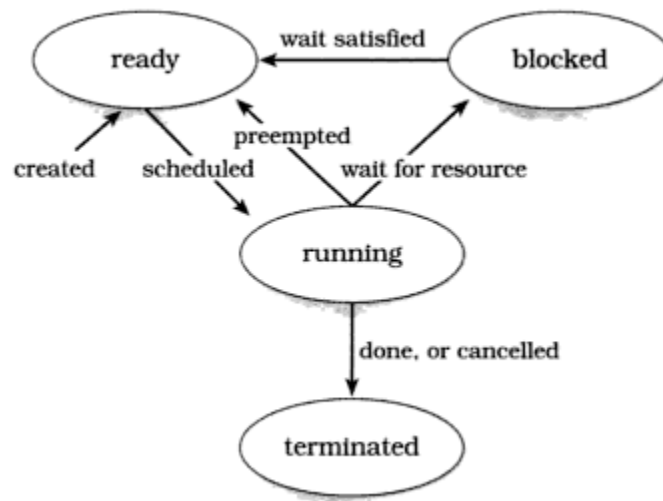 wait satisfied
ready
blocked
preempted
created
scheduled
wait for resource
running
done, or cancelled
terminated